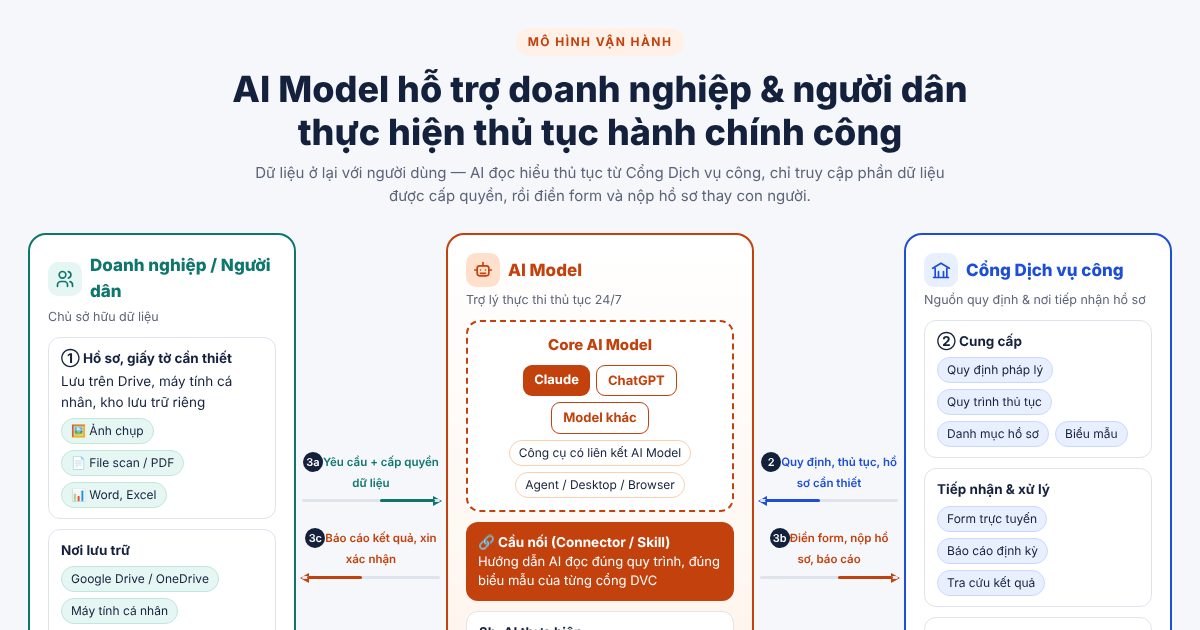 MÔ HÌNH VẬN HÀNH
AI Model hỗ trợ doanh nghiệp & người dân
thực hiện thủ tục hành chính công
Dữ liệu ở lại với người dùng — AI đọc hiểu thủ tục từ Cổng Dịch vụ công, chỉ truy cập phần dữ liệu
được cấp quyền, rồi điền form và nộp hồ sơ thay con người.
Doanh nghiệp / Người
dân
Chủ sở hữu dữ liệu
① Hồ sơ, giấy tờ cần thiết
Lưu trên Drive, máy tính cá
nhân, kho lưu trữ riêng
🖼️ Ảnh chụp
📄 File scan / PDF
📊 Word, Excel
Nơi lưu trữ
Google Drive / OneDrive
Máy tính cá nhân
3a Yêu cầu + cấp quyền
dữ liệu
3c Báo cáo kết quả, xin
xác nhận
AI Model
Trợ lý thực thi thủ tục 24/7
Core AI Model
Claude
ChatGPT
Model khác
Công cụ có liên kết AI Model
Agent / Desktop / Browser
🔗 Cầu nối (Connector / Skill)
Hướng dẫn AI đọc đúng quy trình, đúng
biểu mẫu của từng cổng DVC
2 Quy định, thủ tục, hồ
sơ cần thiết
3b Điền form, nộp hồ
sơ, báo cáo
Cổng Dịch vụ công
Nguồn quy định & nơi tiếp nhận hồ sơ
② Cung cấp
Quy định pháp lý
Quy trình thủ tục
Danh mục hồ sơ
Biểu mẫu
Tiếp nhận & xử lý
Form trực tuyến
Báo cáo định kỳ
Tra cứu kết quả